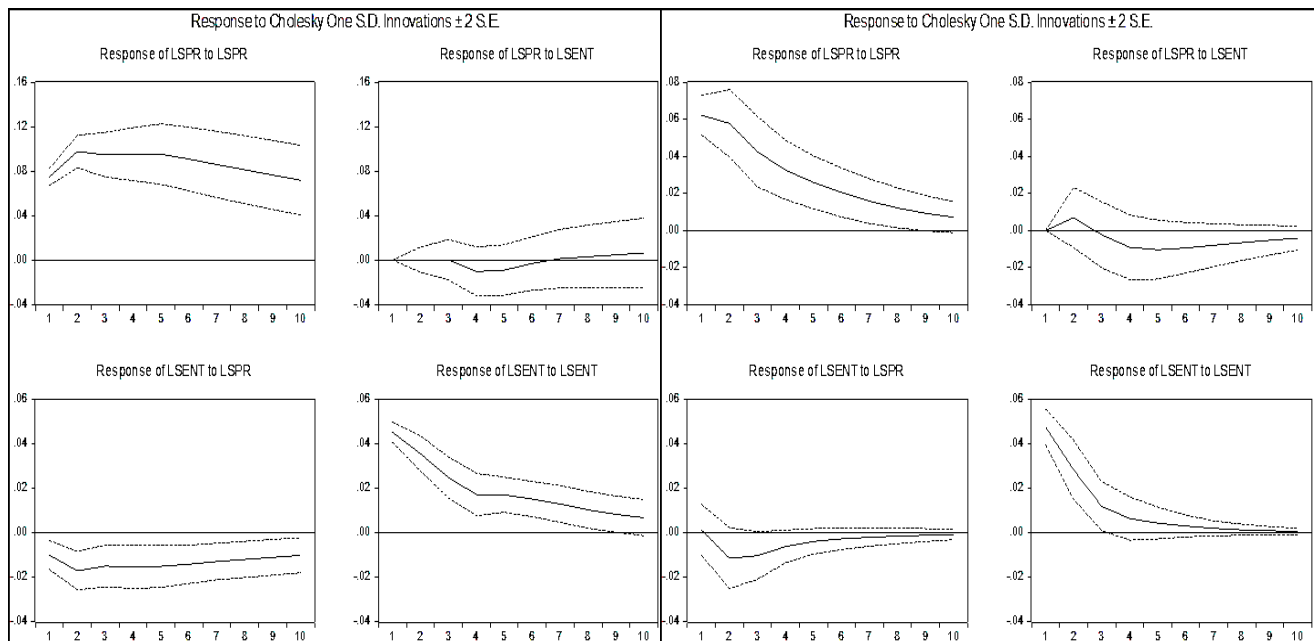 Response to Cholesky One S.D. Innovations ± 2 S.E.
Response of LSPR to LSPR
Response of LSPR to LSENT
.16
.12
.08
.04
.00
-.04
1 2 3 4 5 6 7 8 9 10
.16
.12
.08
.04
.00
-.04
1 2 3 4 5 6 7 8 9 10
Response of LSENT to LSPR
Response of LSENT to LSENT
.06
.04
.02
.00
-.02
-.04
1 2 3 4 5 6 7 8 9 10
.06
.04
.02
.00
-.02
-.04
1 2 3 4 5 6 7 8 9 10
Response to Cholesky One S.D. Innovations ± 2 S.E.
Response of LSPR to LSPR
Response of LSPR to LSENT
.08
.06
.04
.02
.00
-.02
-.04
1 2 3 4 5 6 7 8 9 10
.08
.06
.04
.02
.00
-.02
-.04
1 2 3 4 5 6 7 8 9 10
Response of LSENT to LSPR
Response of LSENT to LSENT
.06
.04
.02
.00
-.02
-.04
1 2 3 4 5 6 7 8 9 10
.06
.04
.02
.00
-.02
-.04
1 2 3 4 5 6 7 8 9 10